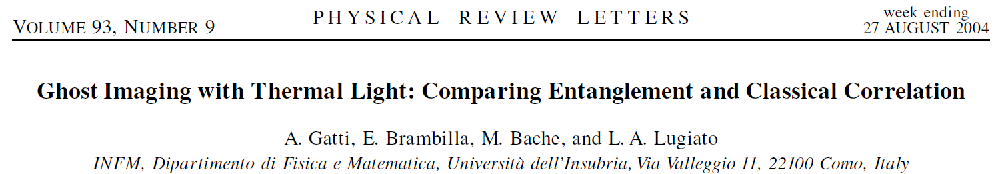 VOLUME 93, NUMBER 9
PHYSICAL REVIEW LETTERS
week ending
27 AUGUST 2004
Ghost Imaging with Thermal Light: Comparing Entanglement and Classical Correlation
A. Gatti, E. Brambilla, M. Bache, and L. A. Lugiato
INFM, Dipartimento di Fisica e Matematica, Università dell'Insubria, Via Valleggio 11, 22100 Como, Italy